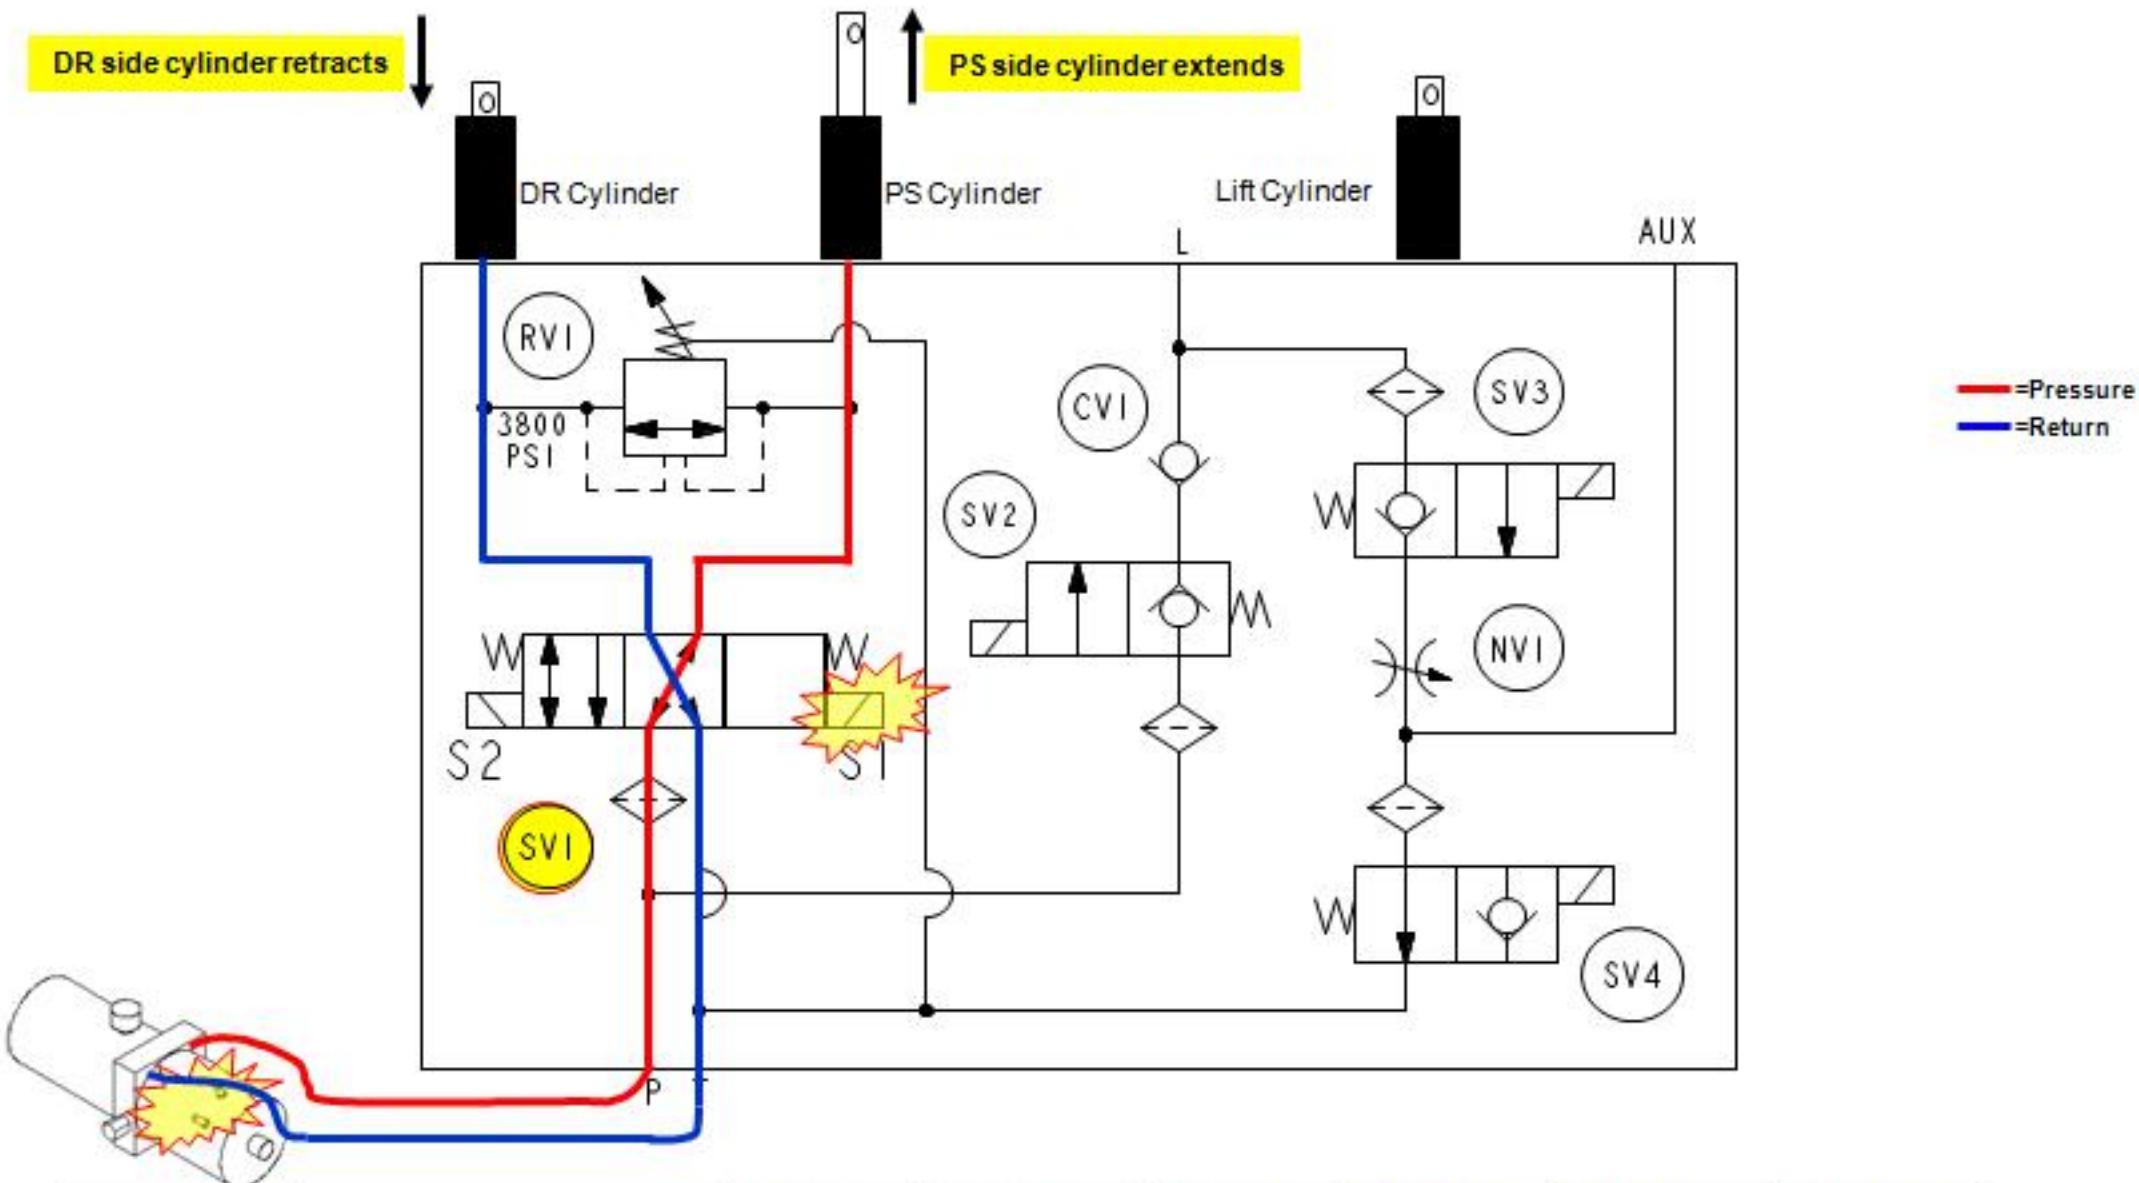 DR side cylinder retracts
PS side cylinder extends
O
O
O
DR Cylinder
PS Cylinder
Lift Cylinder
L
AUX
RV1
3800
PSI
CV1
SV3
=Pressure
=Return
SV2
NV1
S2
S1
SV1
SV4
P
T